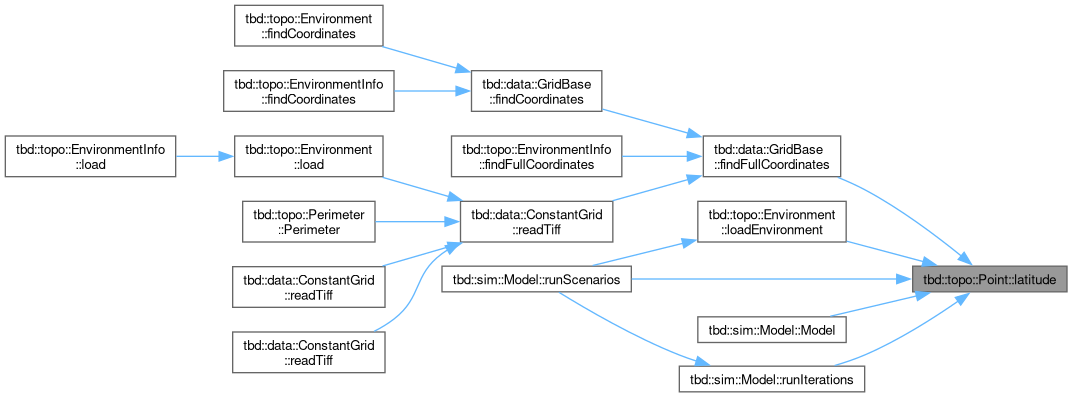 tbd::topo::Environment
::findCoordinates
tbd::topo::EnvironmentInfo
::findCoordinates
tbd::data::GridBase
::findCoordinates
tbd::topo::EnvironmentInfo
::load
tbd::topo::Environment
::load
tbd::topo::EnvironmentInfo
::findFullCoordinates
tbd::data::GridBase
::findFullCoordinates
tbd::topo::Perimeter
::Perimeter
tbd::data::ConstantGrid
::readTiff
tbd::topo::Environment
::loadEnvironment
tbd::data::ConstantGrid
::readTiff
tbd::sim::Model::runScenarios
tbd::topo::Point::latitude
tbd::sim::Model::Model
tbd::data::ConstantGrid
::readTiff
tbd::sim::Model::runIterations